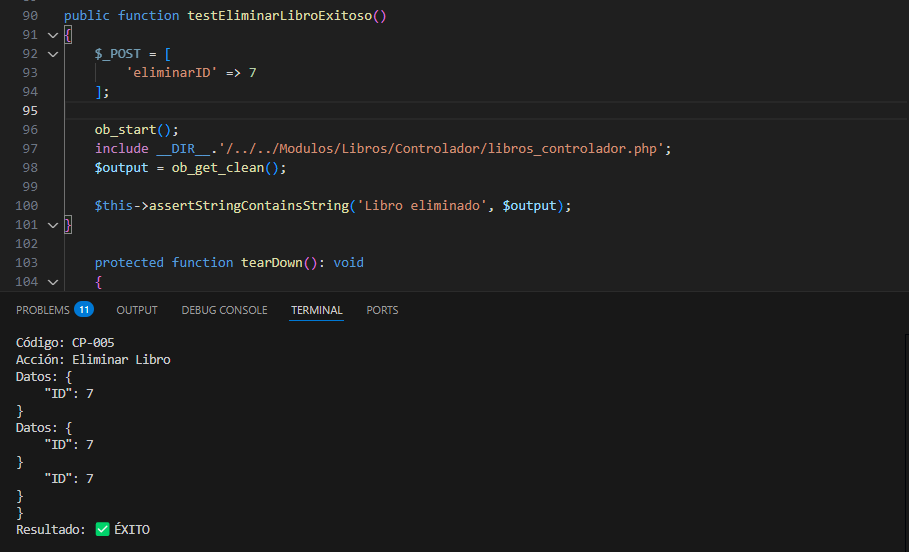 90 public function testEliminarLibroExitoso()
91 {
92     $_POST = [
93         'eliminarID' => 7
94     ];
95
96     ob_start();
97     include __DIR__.'/../../Modulos/Libros/Controlador/libros_controlador.php';
98     $output = ob_get_clean();
99
100     $this->assertStringContainsString('Libro eliminado', $output);
101 }
102
103     protected function tearDown(): void
104     {
PROBLEMS 11 OUTPUT DEBUG CONSOLE TERMINAL PORTS
Código: CP-005
Acción: Eliminar Libro
Datos: {
    "ID": 7
}
Datos: {
    "ID": 7
}
    "ID": 7
}
}
Resultado: ✅ ÉXITO